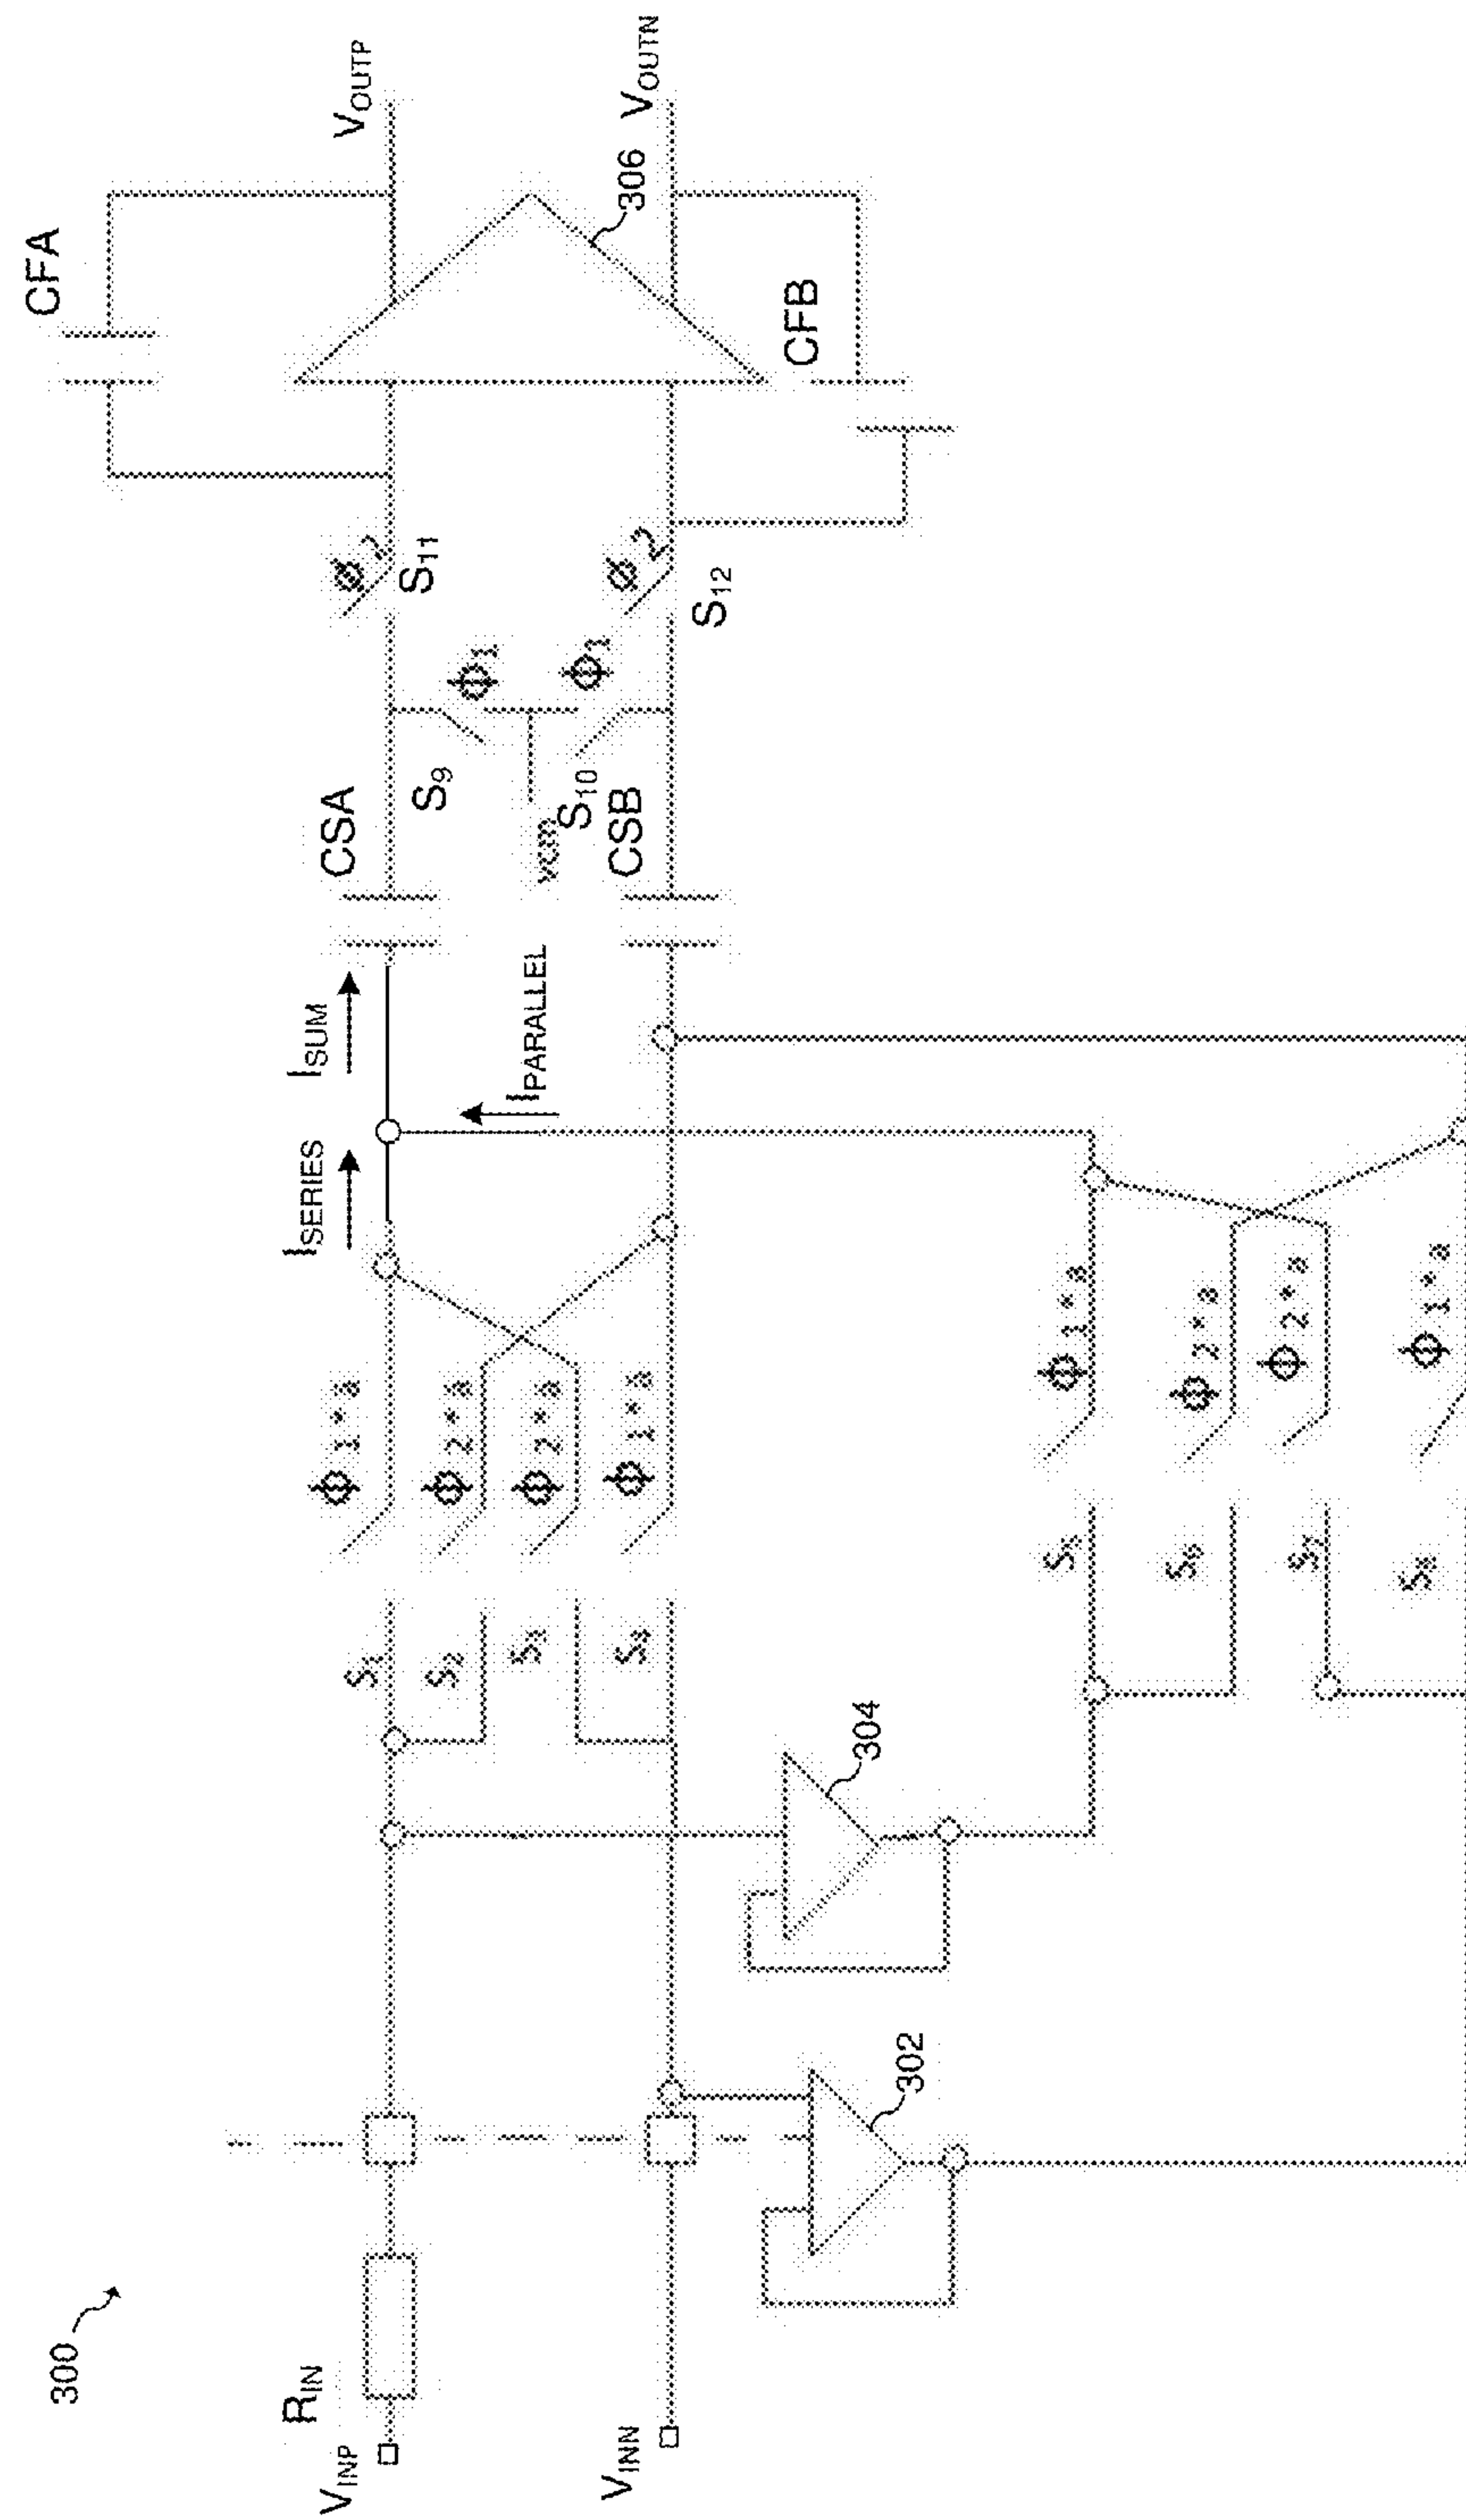 300
V_INP
R_IN
V_INN
302
304
S1
S2
S3
S4
Φ1*a
Φ2*a
Φ2*a
Φ1*a
S5
S6
S7
S8
Φ1*a
Φ2*a
Φ2*a
Φ1*a
I_SERIES
I_SUM
I_PARALLEL
CSA
CSB
vcm
S9
S10
Φ1
Φ1
ø2
S11
ø2
S12
CFA
CFB
306
V_OUTP
V_OUTN